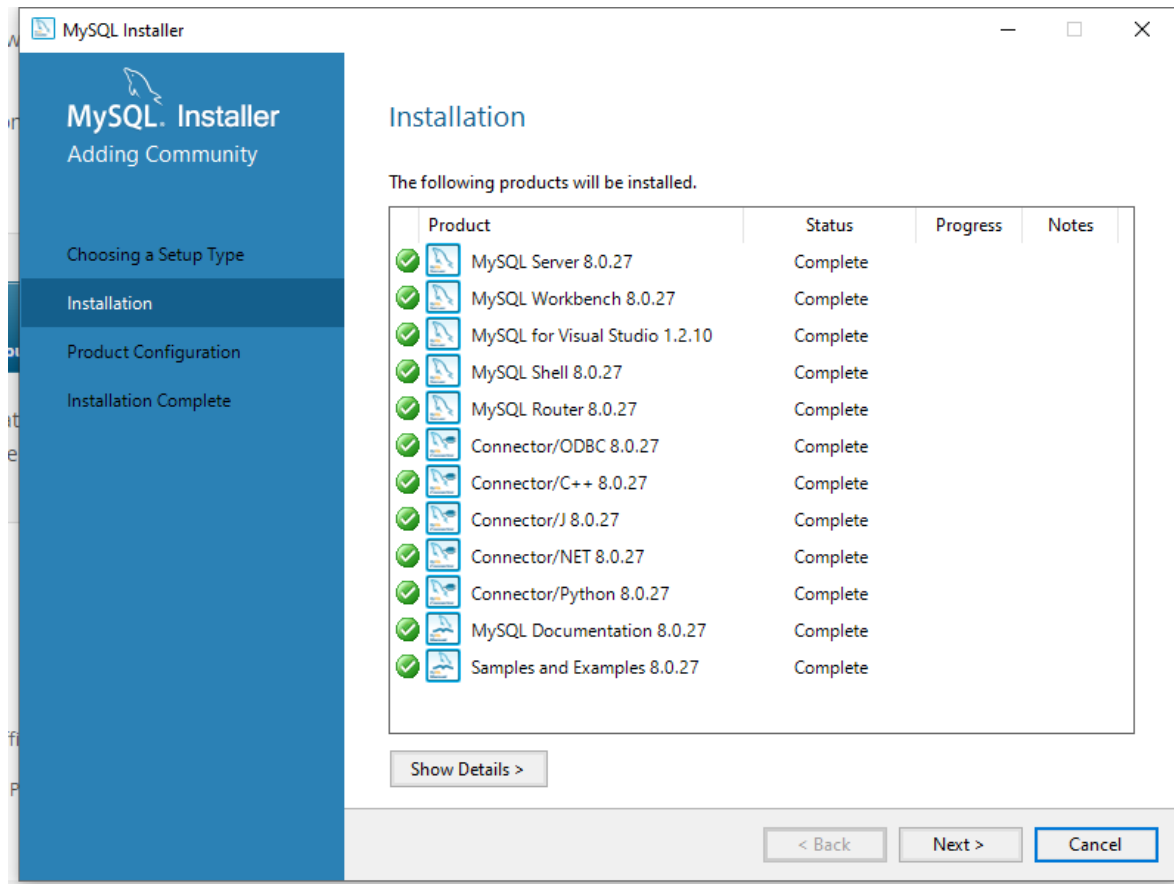 MySQL Installer
MySQL. Installer
Adding Community
Choosing a Setup Type
Installation
Product Configuration
Installation Complete
Installation
The following products will be installed.
Product Status Progress Notes
MySQL Server 8.0.27 Complete
MySQL Workbench 8.0.27 Complete
MySQL for Visual Studio 1.2.10 Complete
MySQL Shell 8.0.27 Complete
MySQL Router 8.0.27 Complete
Connector/ODBC 8.0.27 Complete
Connector/C++ 8.0.27 Complete
Connector/J 8.0.27 Complete
Connector/NET 8.0.27 Complete
Connector/Python 8.0.27 Complete
MySQL Documentation 8.0.27 Complete
Samples and Examples 8.0.27 Complete
Show Details >
< Back Next > Cancel